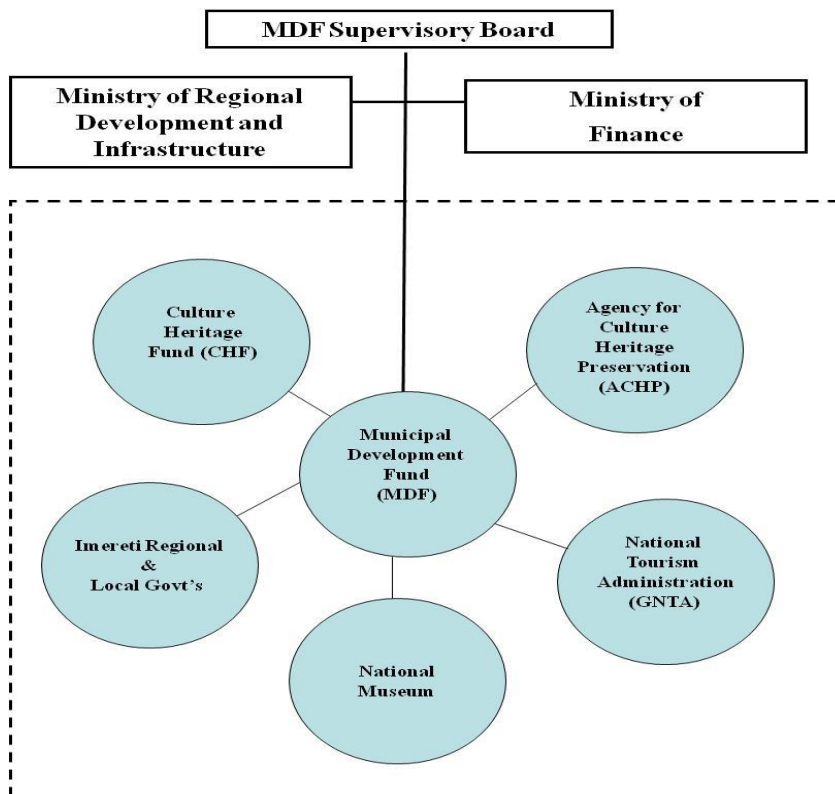 MDF Supervisory Board
Ministry of Regional
Development and
Infrastructure
Ministry of
Finance
Culture
Heritage
Fund (CHF)
Agency for
Culture
Heritage
Preservation
(ACHP)
Municipal
Development
Fund
(MDF)
Imereti Regional
&
Local Govt’s
National
Tourism
Administration
(GNTA)
National
Museum